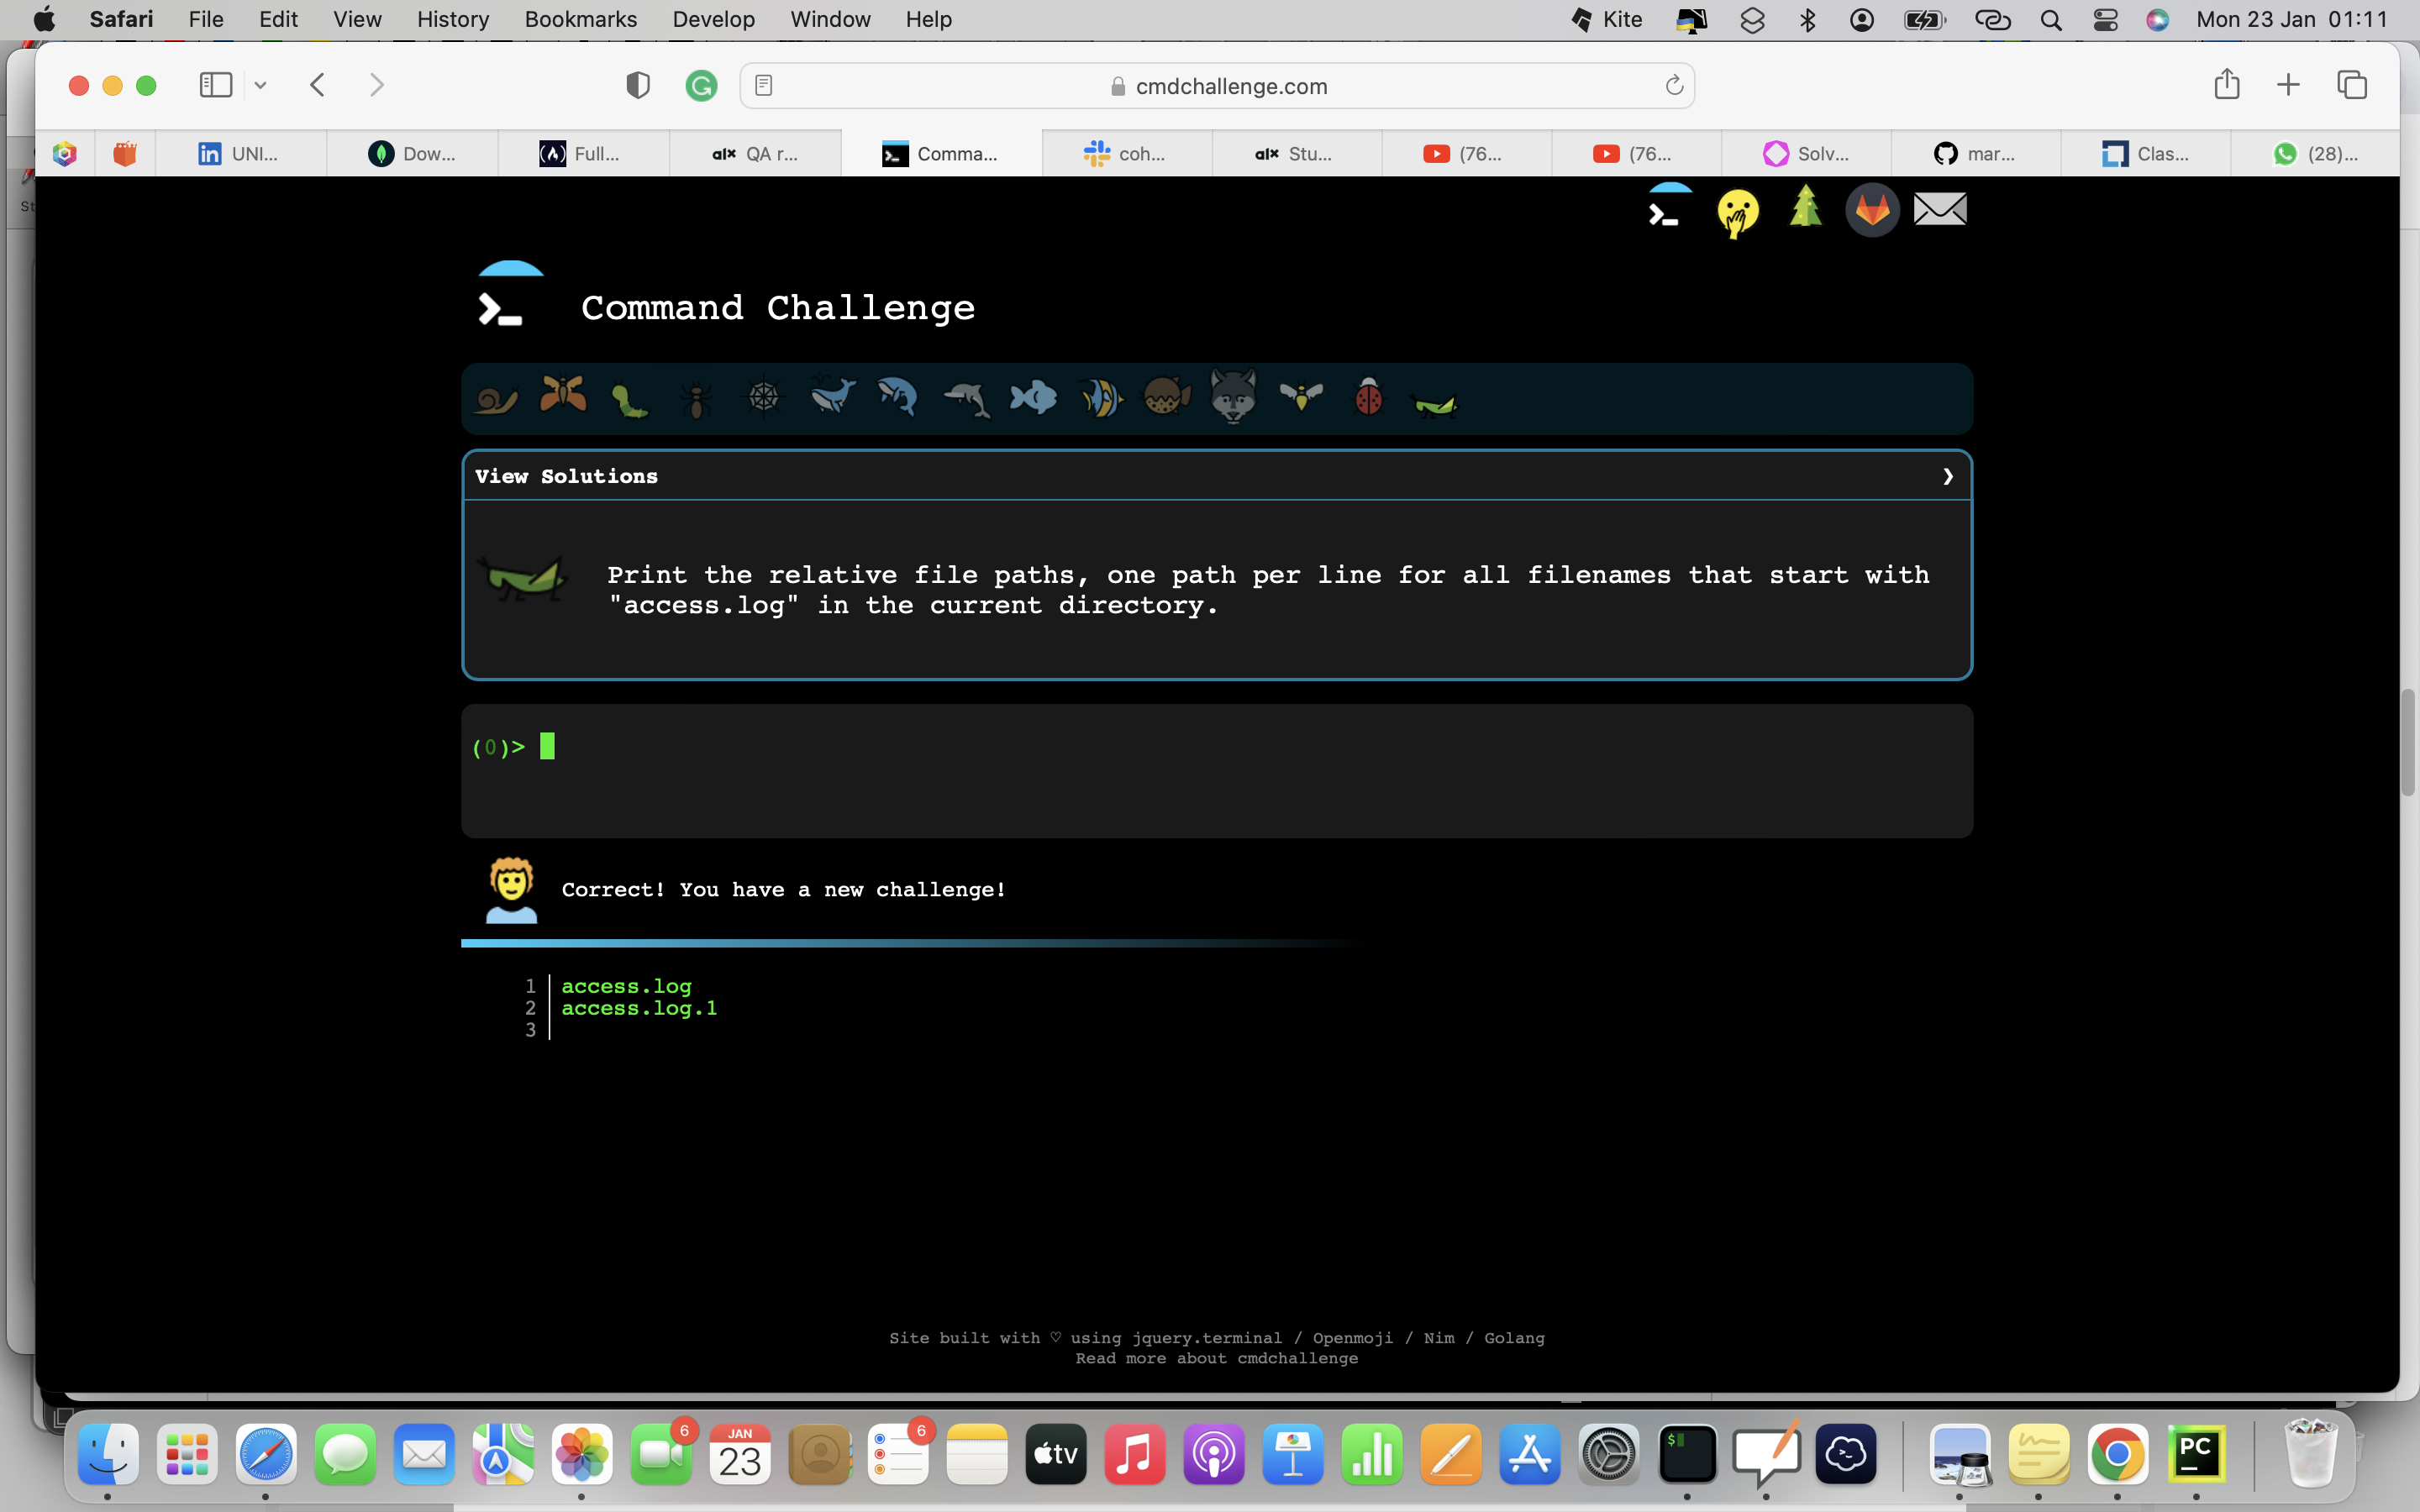 Safari File Edit View History Bookmarks Develop Window Help Kite Mon 23 Jan 01:11
cmdchallenge.com
UNI... Dow... Full... alx QA r... Comma... coh... alx Stu... (76... (76... Solv... mar... Clas... (28)...
St
Command Challenge
View Solutions
Print the relative file paths, one path per line for all filenames that start with
"access.log" in the current directory.
(0)>
Correct! You have a new challenge!
1 access.log
2 access.log.1
3
Site built with ♡ using jquery.terminal / Openmoji / Nim / Golang
Read more about cmdchallenge
6 JAN 23 6 tv $ PC